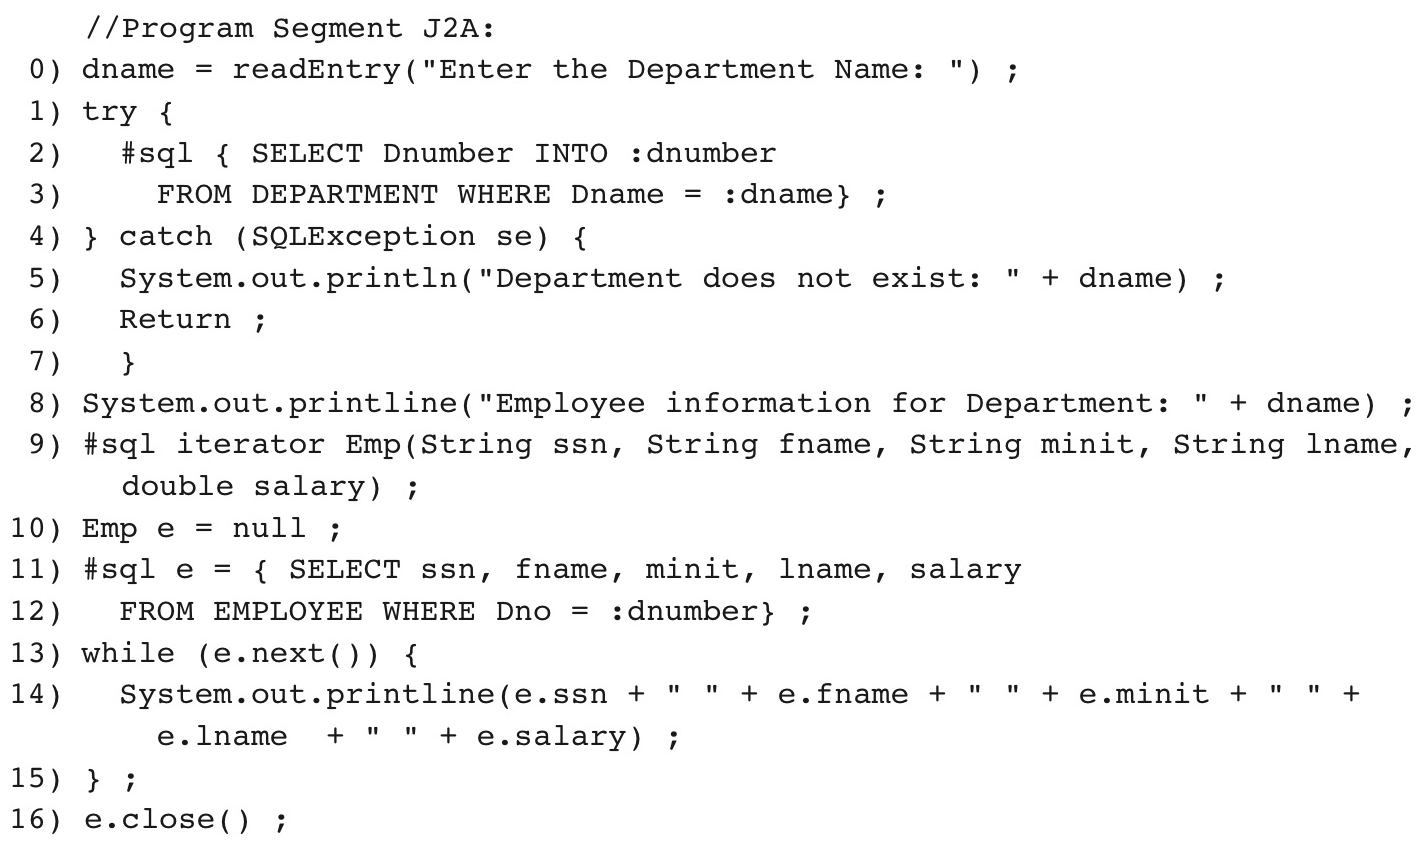 //Program Segment J2A:
0) dname = readEntry("Enter the Department Name: ") ;
1) try {
2)   #sql { SELECT Dnumber INTO :dnumber
3)     FROM DEPARTMENT WHERE Dname = :dname} ;
4) } catch (SQLException se) {
5)   System.out.println("Department does not exist: " + dname) ;
6)   Return ;
7)   }
8) System.out.printline("Employee information for Department: " + dname) ;
9) #sql iterator Emp(String ssn, String fname, String minit, String lname,
     double salary) ;
10) Emp e = null ;
11) #sql e = { SELECT ssn, fname, minit, lname, salary
12)   FROM EMPLOYEE WHERE Dno = :dnumber} ;
13) while (e.next()) {
14)   System.out.printline(e.ssn + " " + e.fname + " " + e.minit + " " +
        e.lname  + " " + e.salary) ;
15) } ;
16) e.close() ;